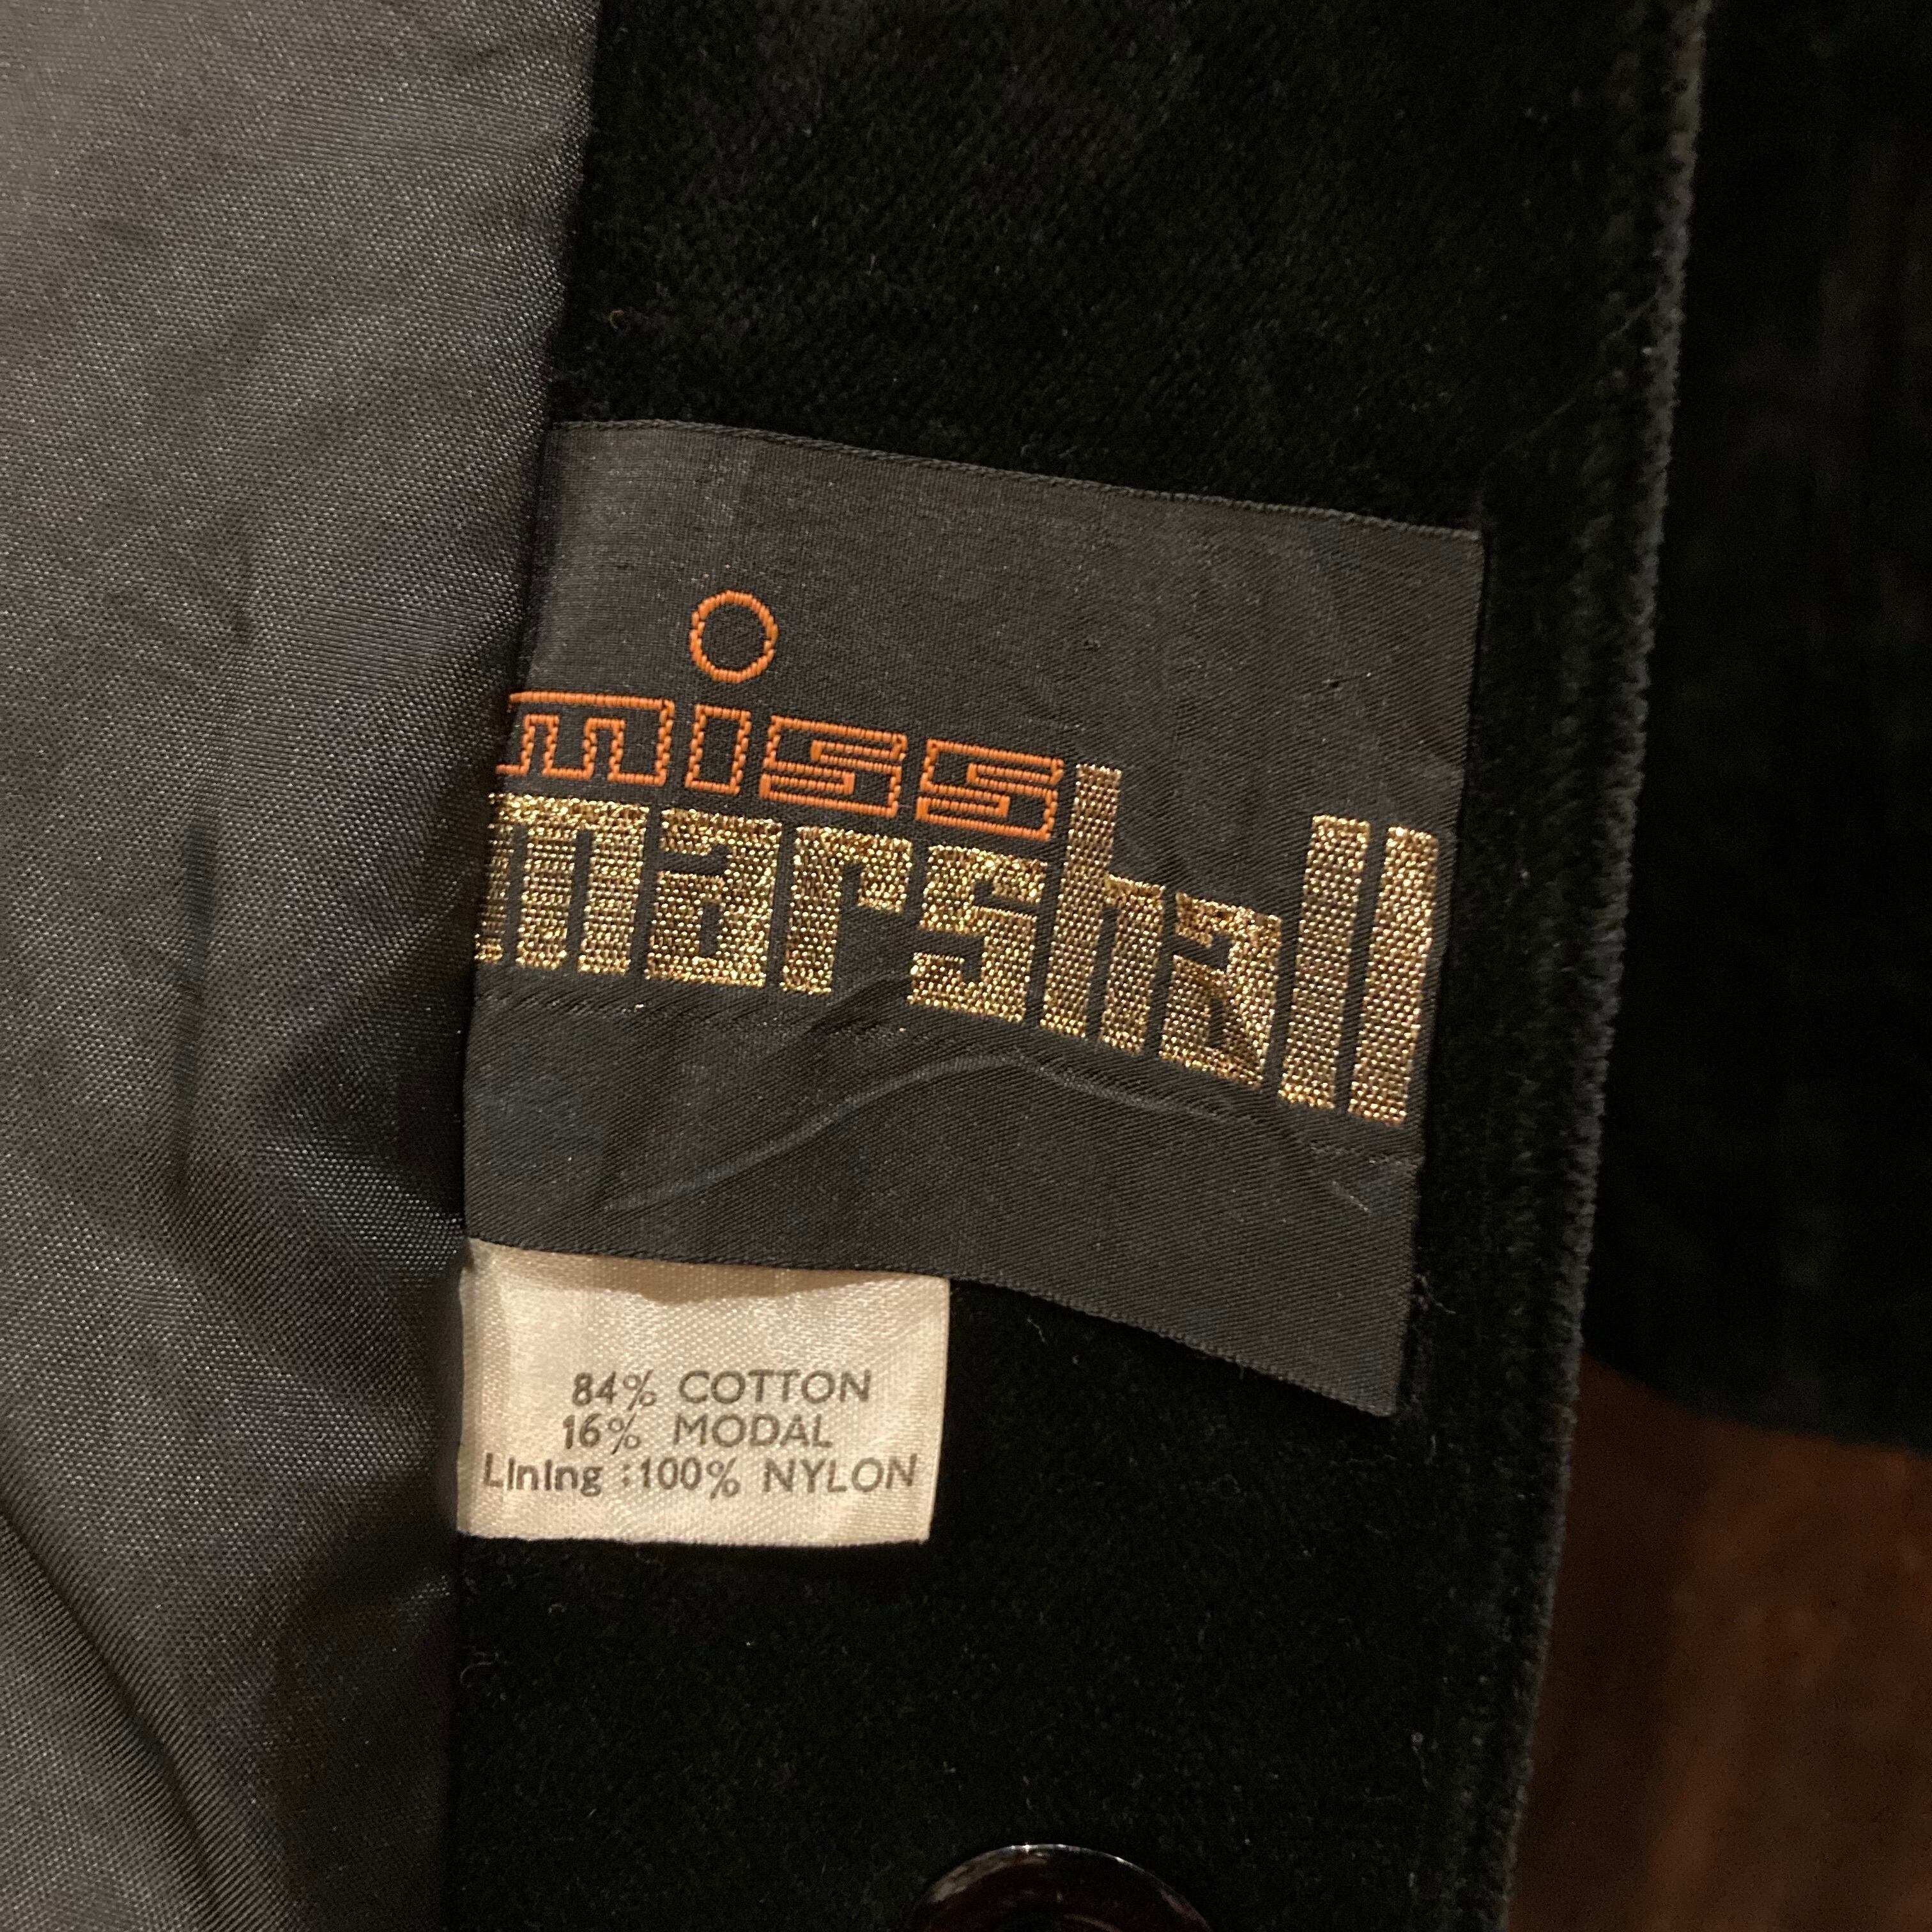 miss
marshall
84% COTTON
16% MODAL
Lining :100% NYLON